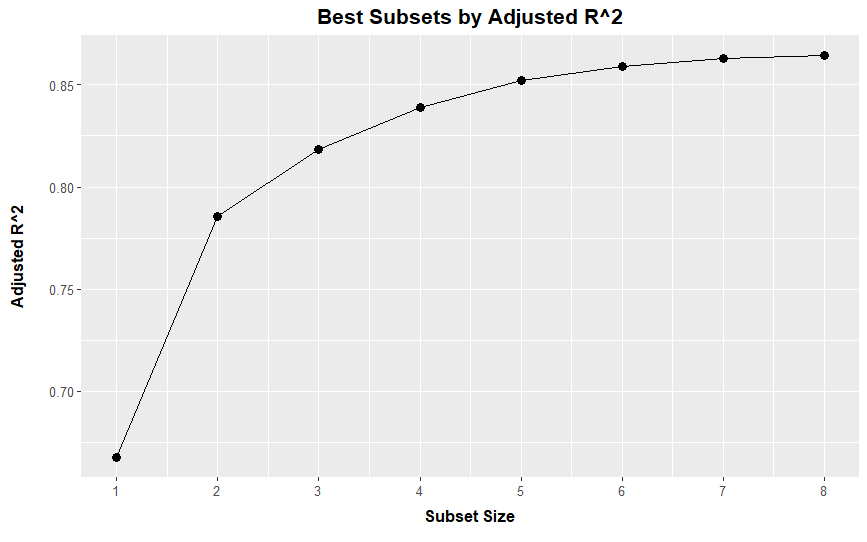 Best Subsets by Adjusted R^2
Adjusted R^2
0.85
0.80
0.75
0.70
1 2 3 4 5 6 7 8
Subset Size